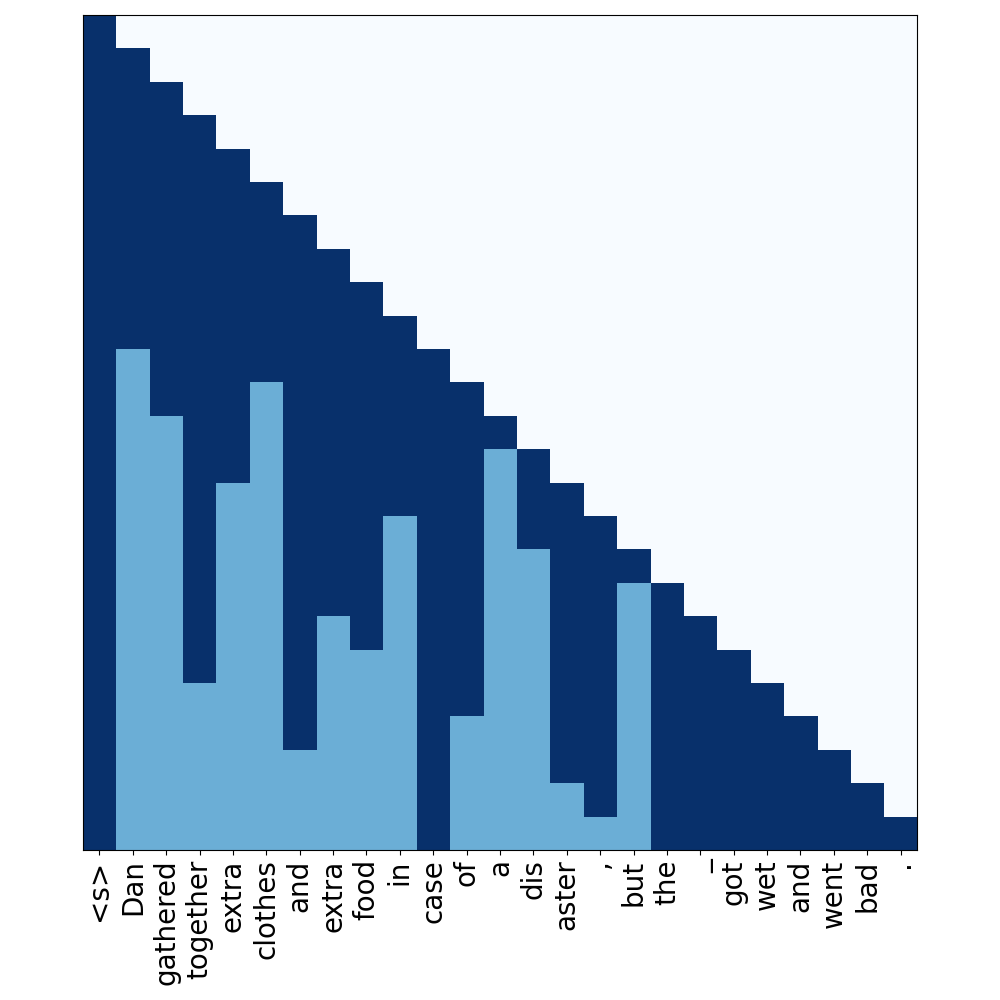 <s> Dan gathered together extra clothes and extra food in case of a dis aster , but the _ got wet and went bad .